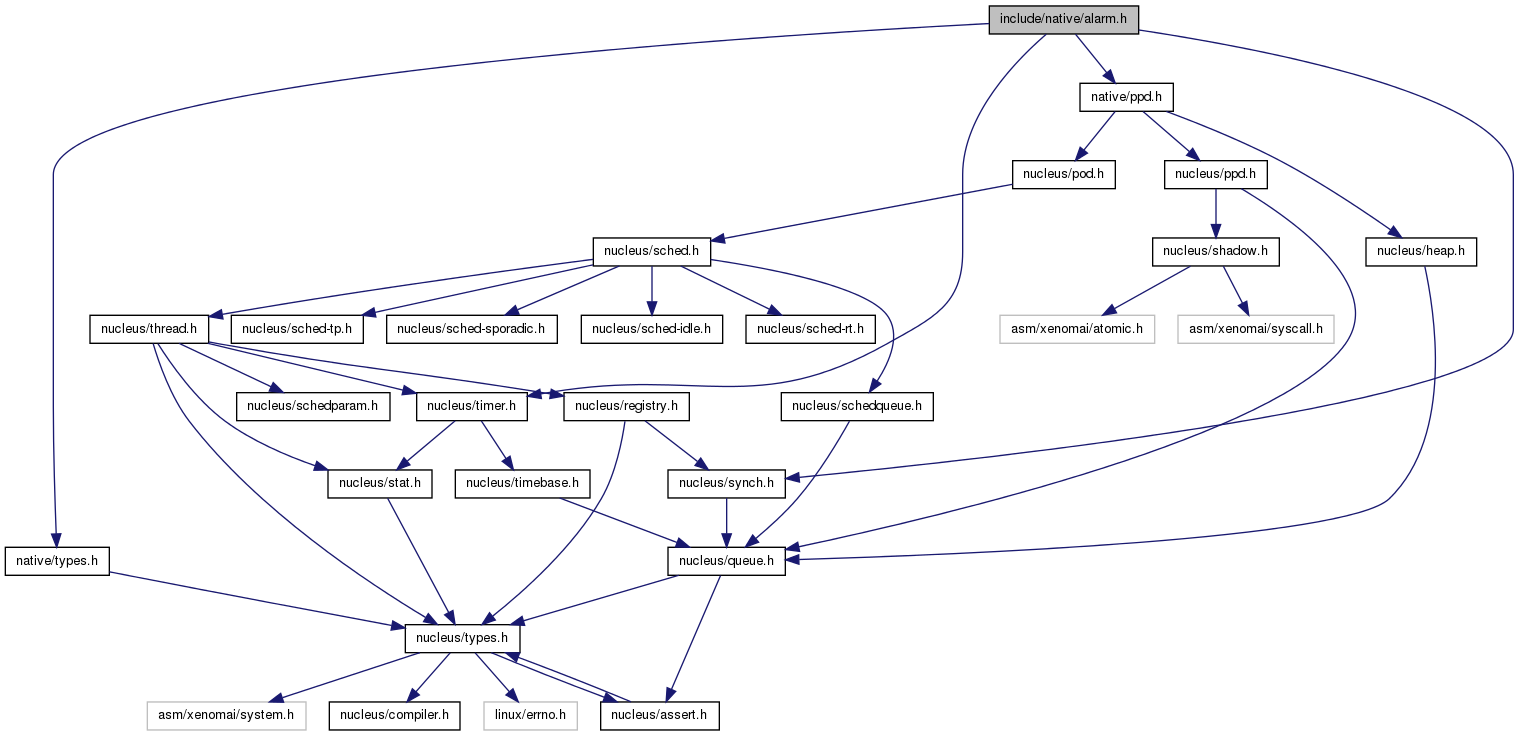 include/native/alarm.h
native/ppd.h
nucleus/pod.h
nucleus/ppd.h
nucleus/sched.h
nucleus/shadow.h
nucleus/heap.h
nucleus/thread.h
nucleus/sched-tp.h
nucleus/sched-sporadic.h
nucleus/sched-idle.h
nucleus/sched-rt.h
asm/xenomai/atomic.h
asm/xenomai/syscall.h
nucleus/schedparam.h
nucleus/timer.h
nucleus/registry.h
nucleus/schedqueue.h
nucleus/stat.h
nucleus/timebase.h
nucleus/synch.h
native/types.h
nucleus/queue.h
nucleus/types.h
asm/xenomai/system.h
nucleus/compiler.h
linux/errno.h
nucleus/assert.h